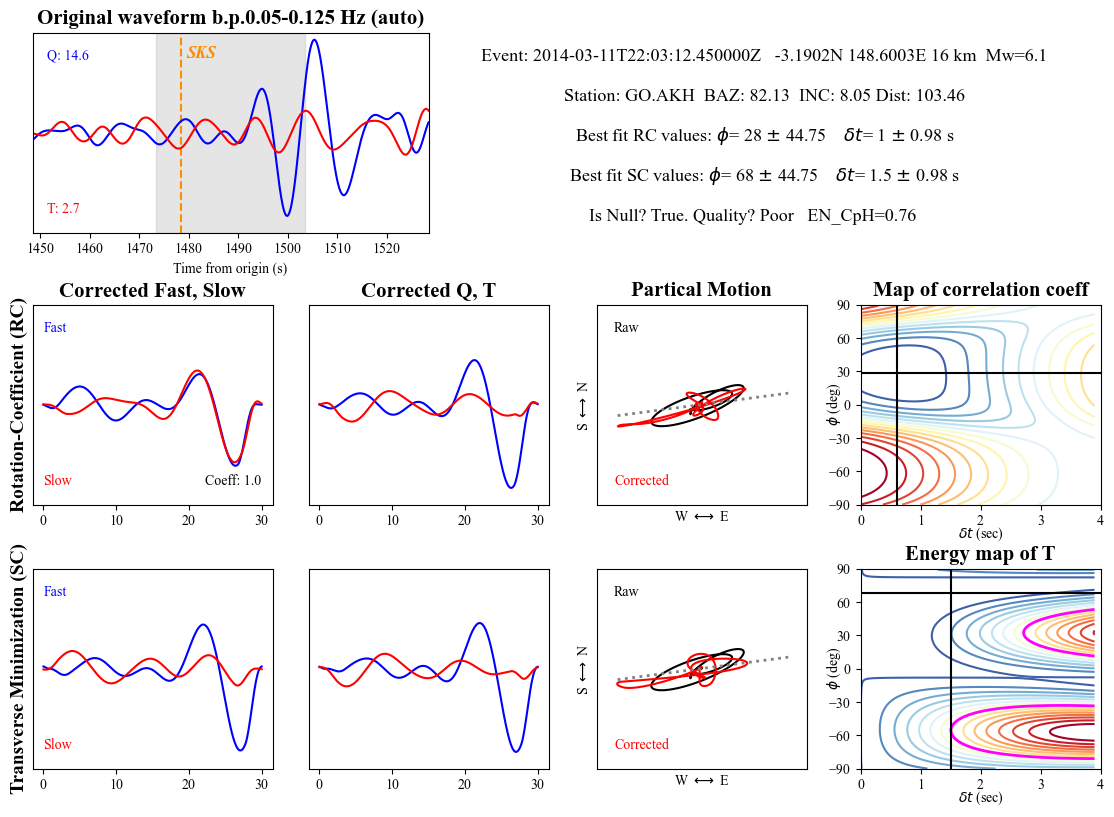 Original waveform b.p.0.05-0.125 Hz (auto)
Q: 14.6
SKS
T: 2.7
1450 1460 1470 1480 1490 1500 1510 1520
Time from origin (s)
Event: 2014-03-11T22:03:12.450000Z -3.1902N 148.6003E 16 km Mw=6.1
Station: GO.AKH BAZ: 82.13 INC: 8.05 Dist: 103.46
Best fit RC values: ϕ= 28 ± 44.75 δt= 1 ± 0.98 s
Best fit SC values: ϕ= 68 ± 44.75 δt= 1.5 ± 0.98 s
Is Null? True. Quality? Poor EN_CpH=0.76
Rotation-Coefficient (RC)
Corrected Fast, Slow
Fast
Slow
Coeff: 1.0
0 10 20 30
Corrected Q, T
0 10 20 30
Partical Motion
Raw
Corrected
S ⟷ N
W ⟷ E
Map of correlation coeff
90
60
30
0
−30
−60
−90
ϕ (deg)
0 1 2 3 4
δt (sec)
Transverse Minimization (SC)
Fast
Slow
0 10 20 30
0 10 20 30
Raw
Corrected
S ⟷ N
W ⟷ E
Energy map of T
90
60
30
0
−30
−60
−90
ϕ (deg)
0 1 2 3 4
δt (sec)